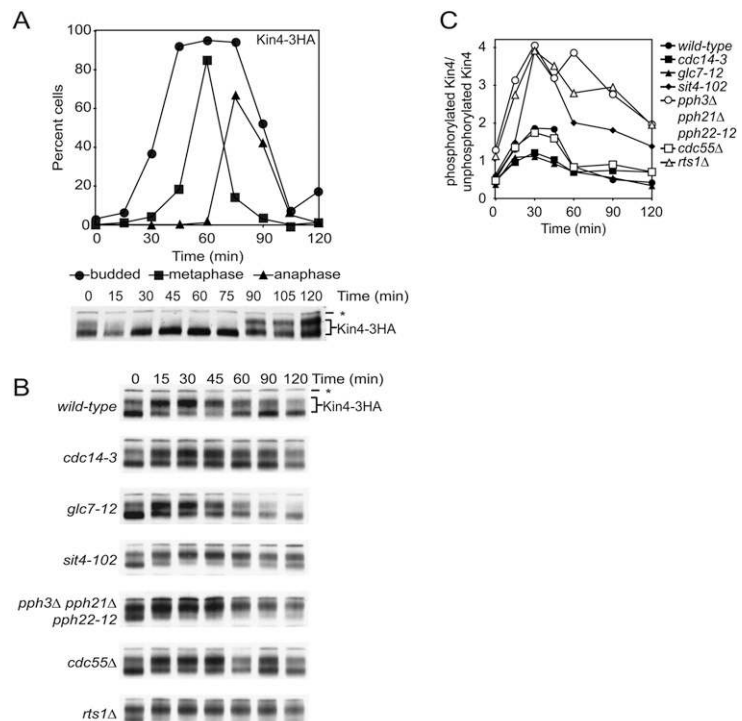 A
Kin4-3HA
Percent cells
100
80
60
40
20
0
0 30 60 90 120
Time (min)
budded metaphase anaphase
0 15 30 45 60 75 90 105 120 Time (min)
*
Kin4-3HA
B
0 15 30 45 60 90 120 Time (min)
*
wild-type
Kin4-3HA
cdc14-3
glc7-12
sit4-102
pph3Δ pph21Δ
pph22-12
cdc55Δ
rts1Δ
C
phosphorylated Kin4/
unphosphorylated Kin4
4
3
2
1
0
0 30 60 90 120
Time (min)
wild-type
cdc14-3
glc7-12
sit4-102
pph3Δ
pph21Δ
pph22-12
cdc55Δ
rts1Δ